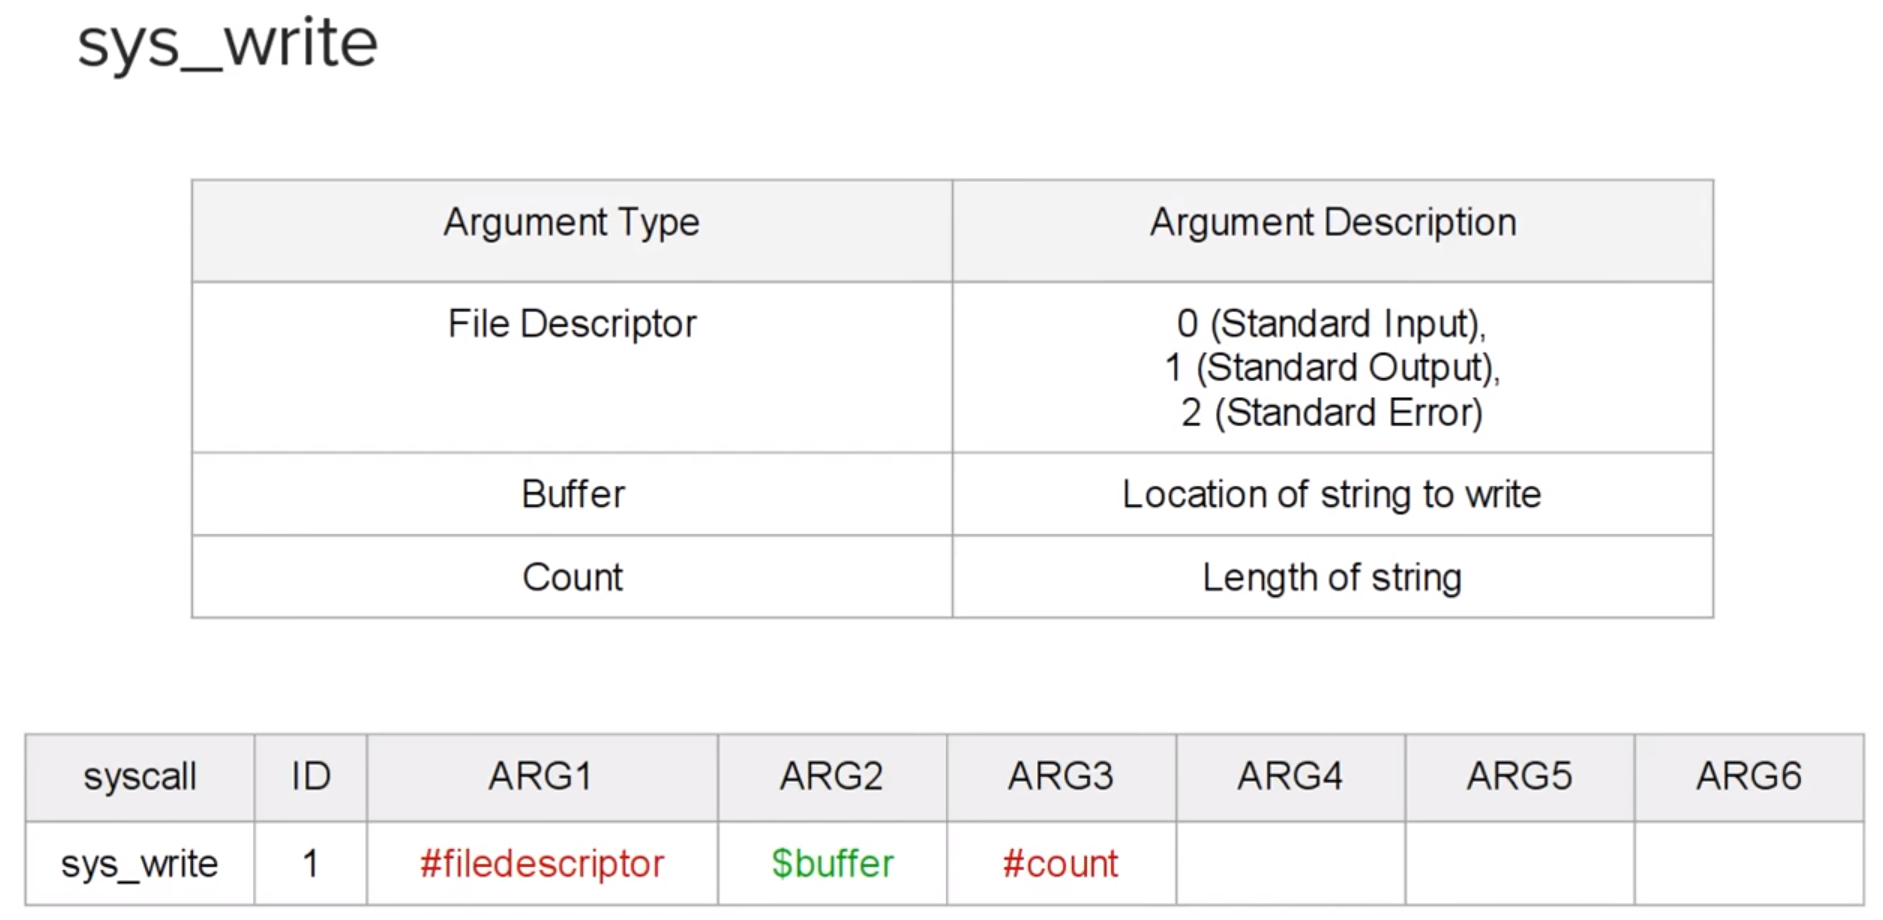 sys_write
Argument Type Argument Description
File Descriptor 0 (Standard Input),
1 (Standard Output),
2 (Standard Error)
Buffer Location of string to write
Count Length of string
syscall ID ARG1 ARG2 ARG3 ARG4 ARG5 ARG6
sys_write 1 #filedescriptor $buffer #count